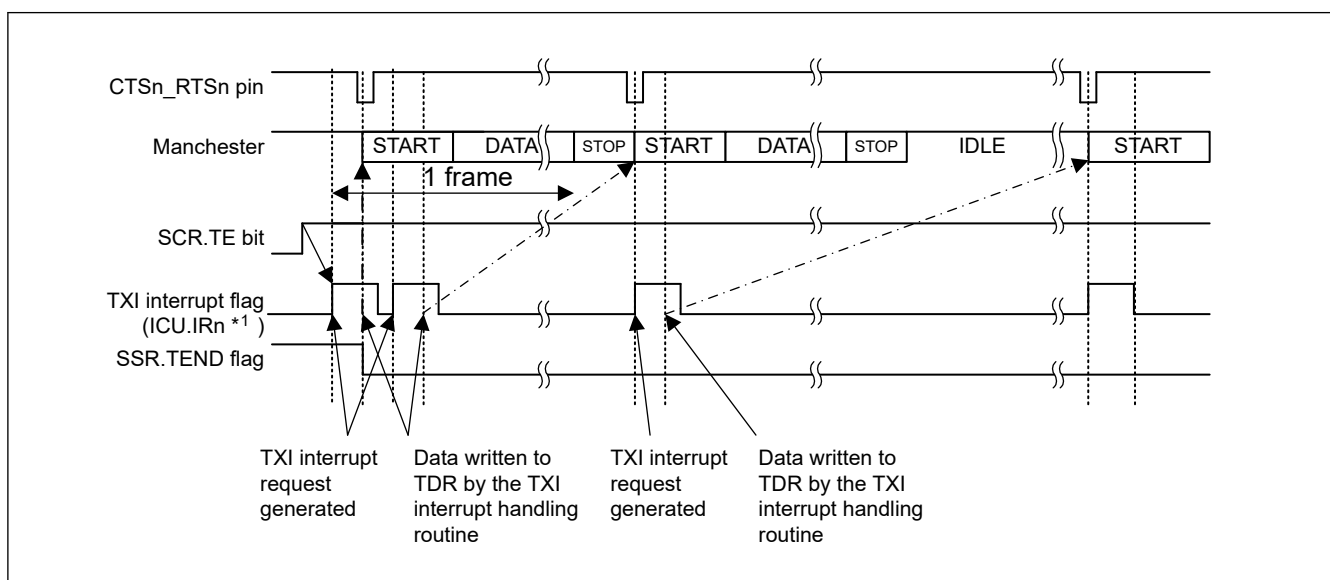 CTSn_RTSn pin
Manchester
START
DATA
STOP
START
DATA
STOP
IDLE
START
1 frame
SCR.TE bit
TXI interrupt flag
(ICU.IRn *1 )
SSR.TEND flag
TXI interrupt
request
generated
Data written to
TDR by the TXI
interrupt handling
routine
TXI interrupt
request
generated
Data written to
TDR by the TXI
interrupt handling
routine